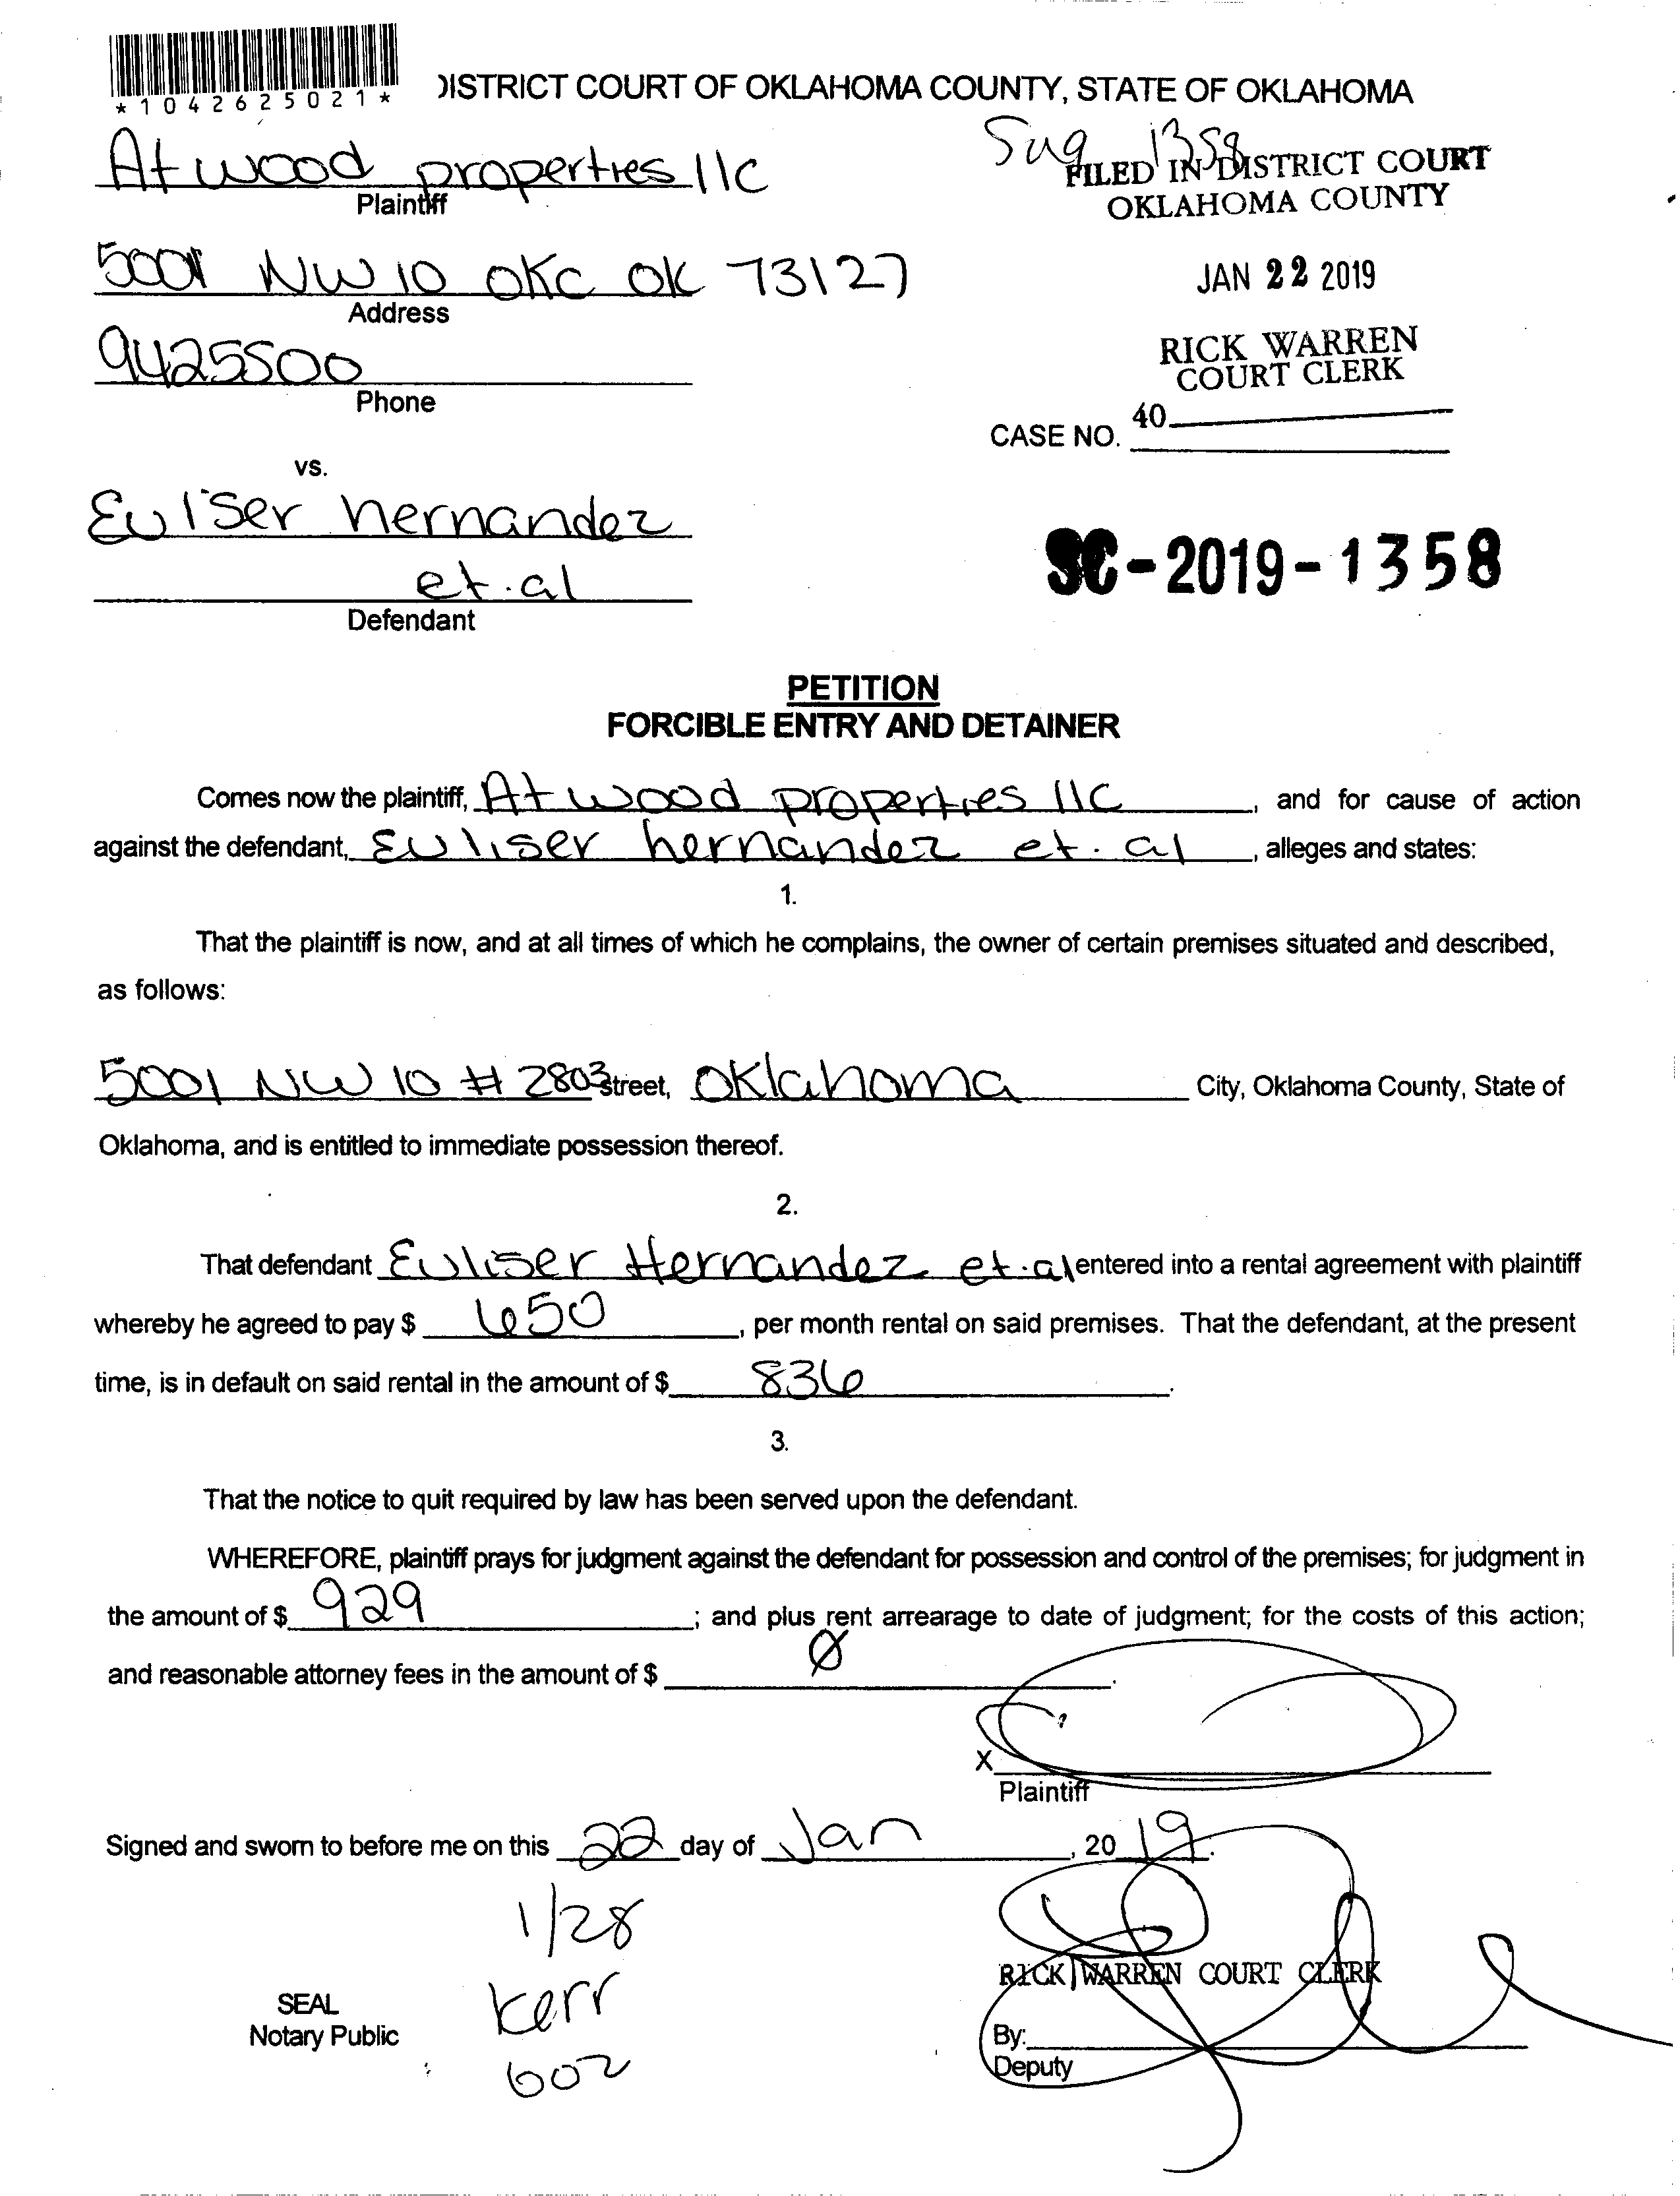 *1042625021*
DISTRICT COURT OF OKLAHOMA COUNTY, STATE OF OKLAHOMA
Atwood properties llc
Plaintiff
1358
FILED IN DISTRICT COURT
OKLAHOMA COUNTY
5001 NW 10 OKC OK 73127
Address
JAN 22 2019
9425500
Phone
RICK WARREN
COURT CLERK
40
CASE NO.
vs.
Euliser hernandez
et.al
Defendant
SC-2019-1358
PETITION
FORCIBLE ENTRY AND DETAINER
Comes now the plaintiff, Atwood properties llc, and for cause of action
against the defendant, Euliser hernandez et.al, alleges and states:
1.
That the plaintiff is now, and at all times of which he complains, the owner of certain premises situated and described,
as follows:
5001 NW 10 # 2803 street, Oklahoma City, Oklahoma County, State of
Oklahoma, and is entitled to immediate possession thereof.
2.
That defendant Euliser Hernandez et.al entered into a rental agreement with plaintiff
whereby he agreed to pay $ 650, per month rental on said premises. That the defendant, at the present
time, is in default on said rental in the amount of $ 836.
3.
That the notice to quit required by law has been served upon the defendant.
WHEREFORE, plaintiff prays for judgment against the defendant for possession and control of the premises; for judgment in
the amount of $ 929; and plus rent arrearage to date of judgment; for the costs of this action;
and reasonable attorney fees in the amount of $ Ø.
X
Plaintiff
Signed and sworn to before me on this 22 day of Jan, 2019.
1/28
RICK WARREN COURT CLERK
SEAL
Notary Public
Kerr
602
By:
Deputy